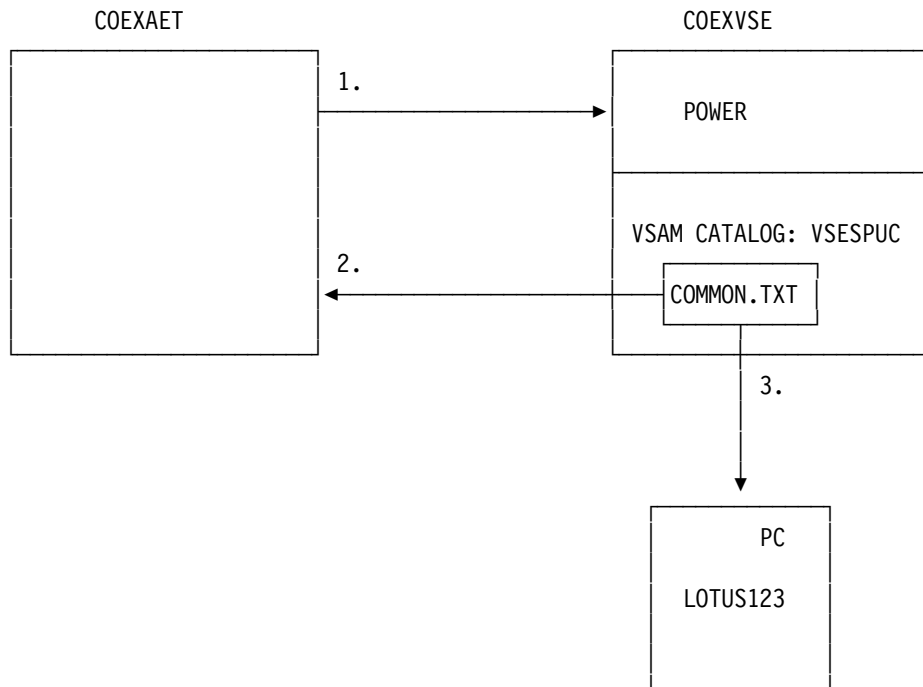 COEXAET COEXVSE
1.
POWER
VSAM CATALOG: VSESPUC
2.
COMMON.TXT
3.
PC
LOTUS123